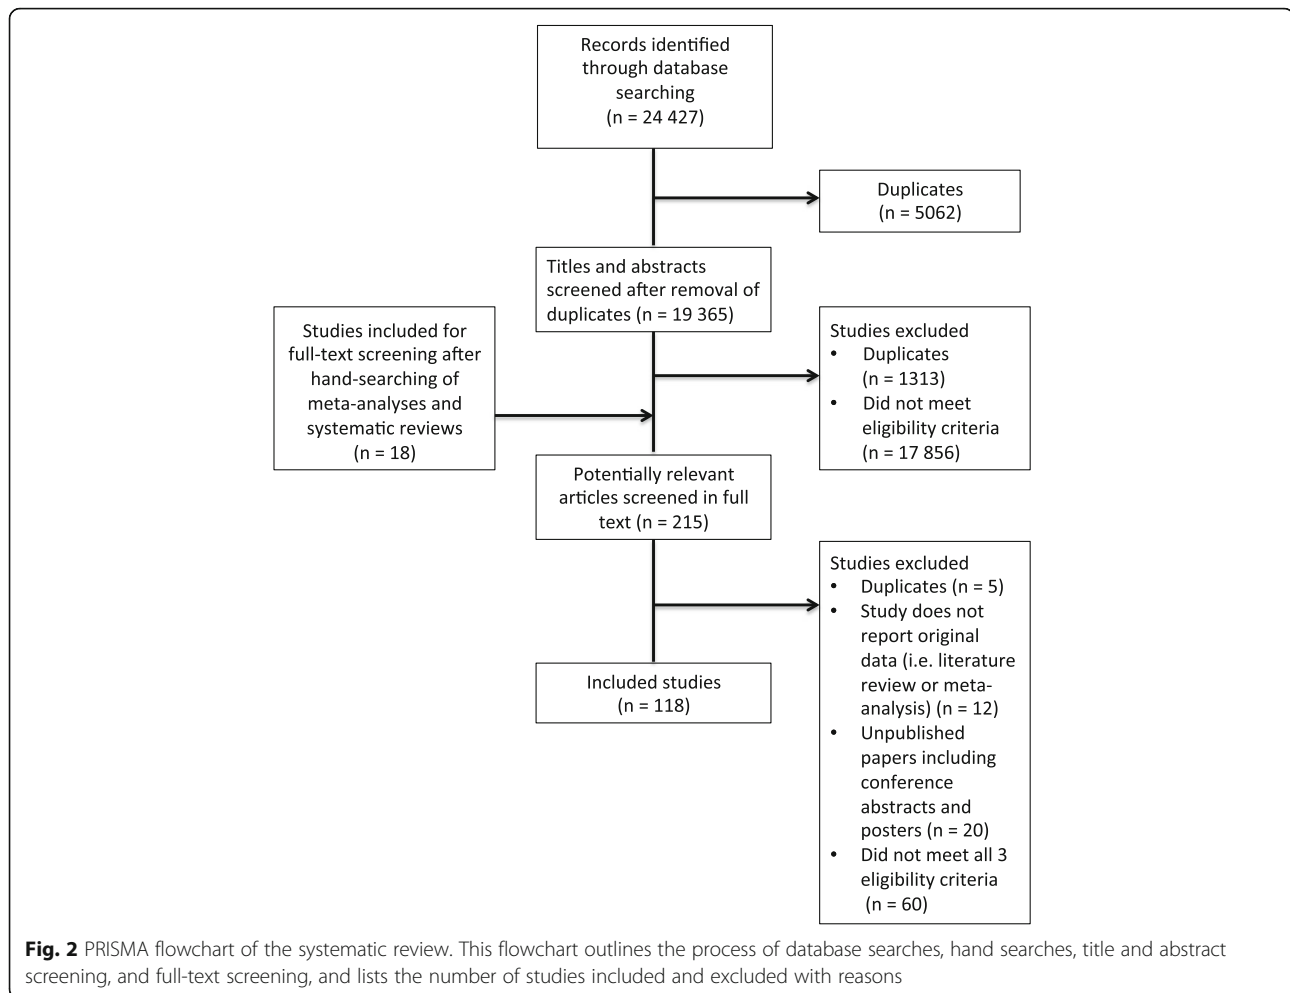 Records identified
through database
searching
(n = 24 427)
Duplicates
(n = 5062)
Titles and abstracts
screened after removal of
duplicates (n = 19 365)
Studies included for
full-text screening after
hand-searching of
meta-analyses and
systematic reviews
(n = 18)
Studies excluded
• Duplicates
(n = 1313)
• Did not meet
eligibility criteria
(n = 17 856)
Potentially relevant
articles screened in full
text (n = 215)
Studies excluded
• Duplicates (n = 5)
• Study does not
report original
data (i.e. literature
review or meta-
analysis) (n = 12)
• Unpublished
papers including
conference
abstracts and
posters (n = 20)
• Did not meet all 3
eligibility criteria
(n = 60)
Included studies
(n = 118)
Fig. 2 PRISMA flowchart of the systematic review. This flowchart outlines the process of database searches, hand searches, title and abstract
screening, and full-text screening, and lists the number of studies included and excluded with reasons